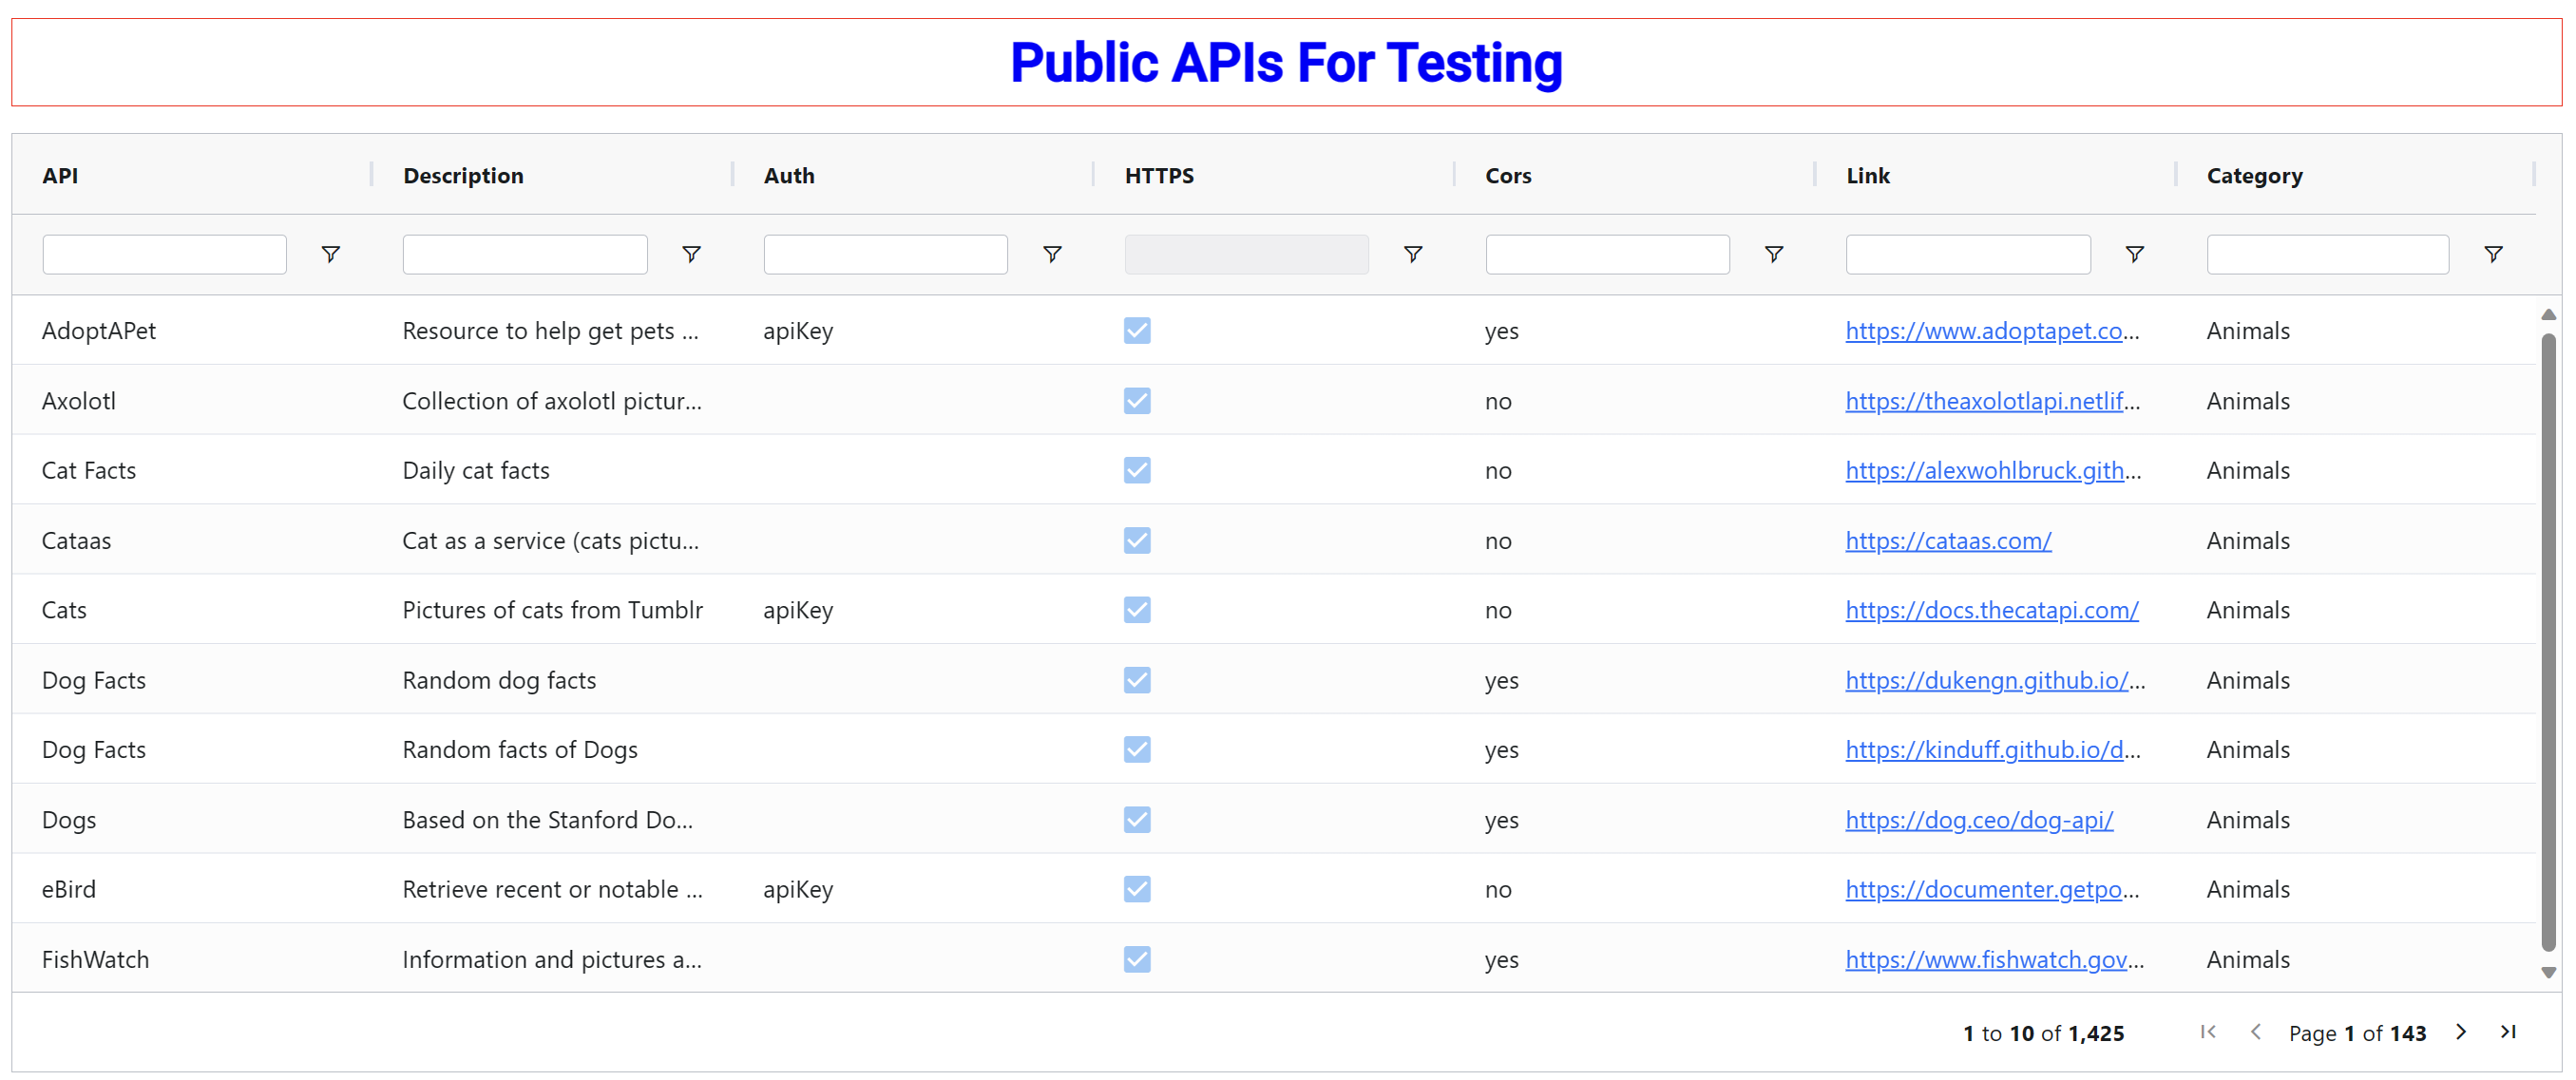 Public APIs For Testing
API Description Auth HTTPS Cors Link Category
AdoptAPet Resource to help get pets ... apiKey yes https://www.adoptapet.co... Animals
Axolotl Collection of axolotl pictur... no https://theaxolotlapi.netlif... Animals
Cat Facts Daily cat facts no https://alexwohlbruck.gith... Animals
Cataas Cat as a service (cats pictu... no https://cataas.com/ Animals
Cats Pictures of cats from Tumblr apiKey no https://docs.thecatapi.com/ Animals
Dog Facts Random dog facts yes https://dukengn.github.io/... Animals
Dog Facts Random facts of Dogs yes https://kinduff.github.io/d... Animals
Dogs Based on the Stanford Do... yes https://dog.ceo/dog-api/ Animals
eBird Retrieve recent or notable ... apiKey no https://documenter.getpo... Animals
FishWatch Information and pictures a... yes https://www.fishwatch.gov... Animals
1 to 10 of 1,425 Page 1 of 143